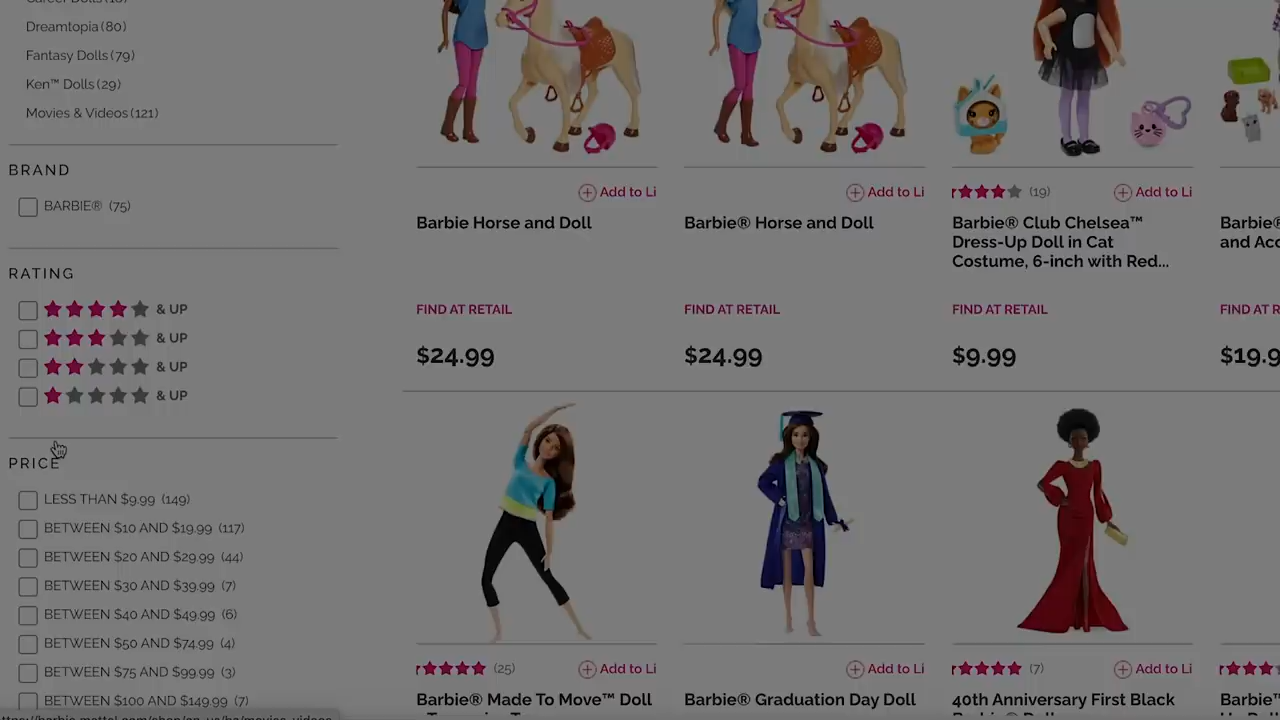 Career Dolls (18)
Dreamtopia (80)
Fantasy Dolls (79)
Ken™ Dolls (29)
Movies & Videos (121)
BRAND
BARBIE® (75)
RATING
& UP
& UP
& UP
& UP
PRICE
LESS THAN $9.99 (149)
BETWEEN $10 AND $19.99 (117)
BETWEEN $20 AND $29.99 (44)
BETWEEN $30 AND $39.99 (7)
BETWEEN $40 AND $49.99 (6)
BETWEEN $50 AND $74.99 (4)
BETWEEN $75 AND $99.99 (3)
BETWEEN $100 AND $149.99 (7)
Add to Li
Barbie Horse and Doll
FIND AT RETAIL
$24.99
Add to Li
Barbie® Horse and Doll
FIND AT RETAIL
$24.99
(19) Add to Li
Barbie® Club Chelsea™
Dress-Up Doll in Cat
Costume, 6-inch with Red...
FIND AT RETAIL
$9.99
Barbie®
and Acc
FIND AT R
$19.9
(25) Add to Li
Barbie® Made To Move™ Doll
Add to Li
Barbie® Graduation Day Doll
(7) Add to Li
40th Anniversary First Black